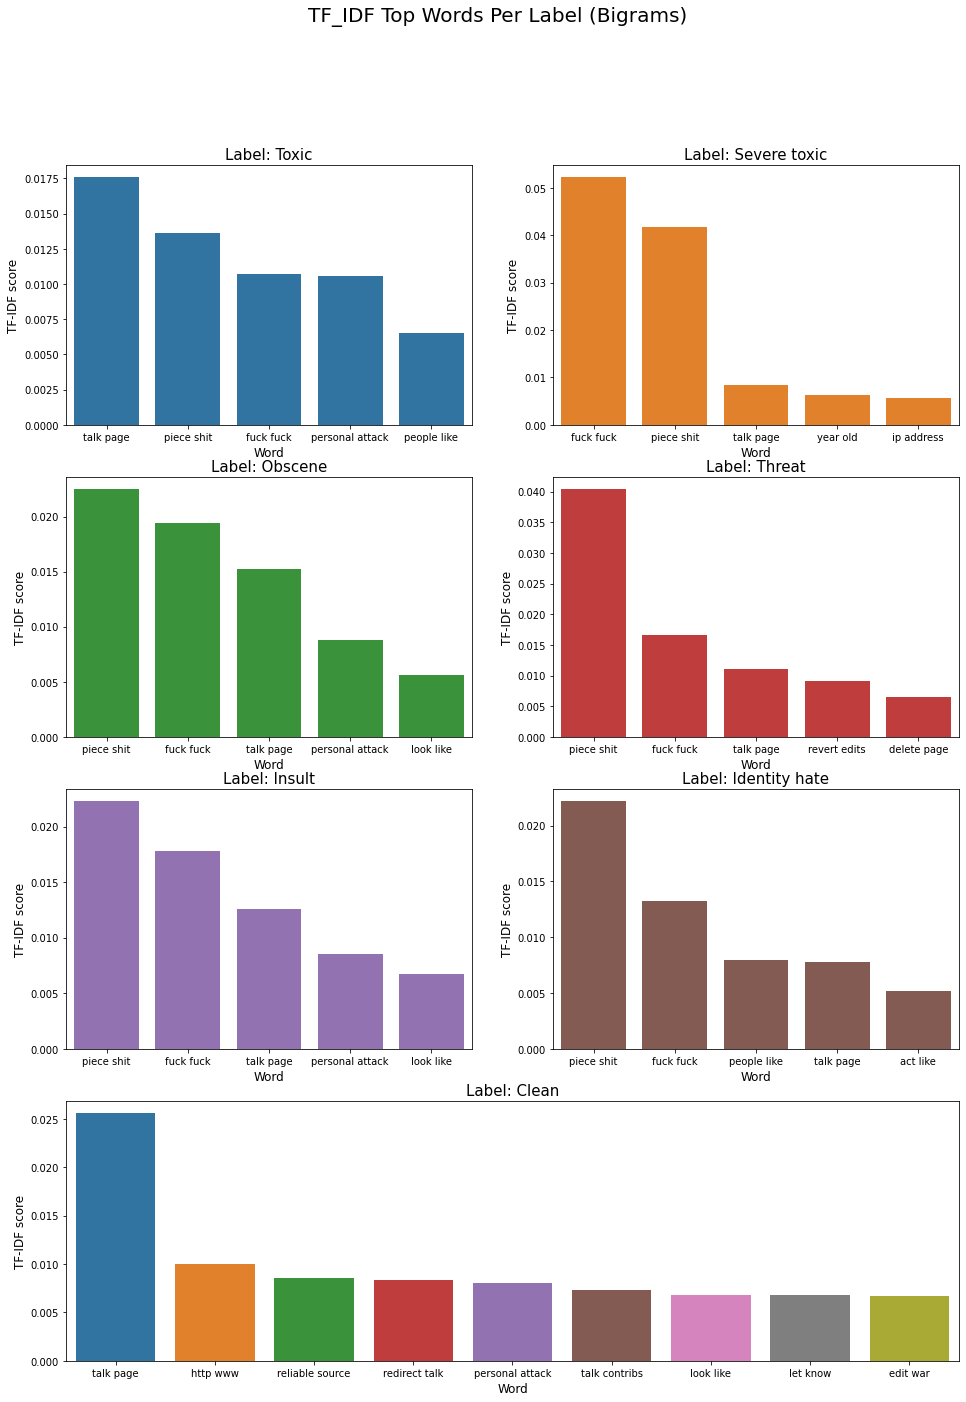 TF_IDF Top Words Per Label (Bigrams)
Label: Toxic
TF-IDF score
0.0175
0.0150
0.0125
0.0100
0.0075
0.0050
0.0025
0.0000
talk page piece shit fuck fuck personal attack people like
Word
Label: Severe toxic
TF-IDF score
0.05
0.04
0.03
0.02
0.01
0.00
fuck fuck piece shit talk page year old ip address
Word
Label: Obscene
TF-IDF score
0.020
0.015
0.010
0.005
0.000
piece shit fuck fuck talk page personal attack look like
Word
Label: Threat
TF-IDF score
0.040
0.035
0.030
0.025
0.020
0.015
0.010
0.005
0.000
piece shit fuck fuck talk page revert edits delete page
Word
Label: Insult
TF-IDF score
0.020
0.015
0.010
0.005
0.000
piece shit fuck fuck talk page personal attack look like
Word
Label: Identity hate
TF-IDF score
0.020
0.015
0.010
0.005
0.000
piece shit fuck fuck people like talk page act like
Word
Label: Clean
TF-IDF score
0.025
0.020
0.015
0.010
0.005
0.000
talk page http www reliable source redirect talk personal attack talk contribs look like let know edit war
Word